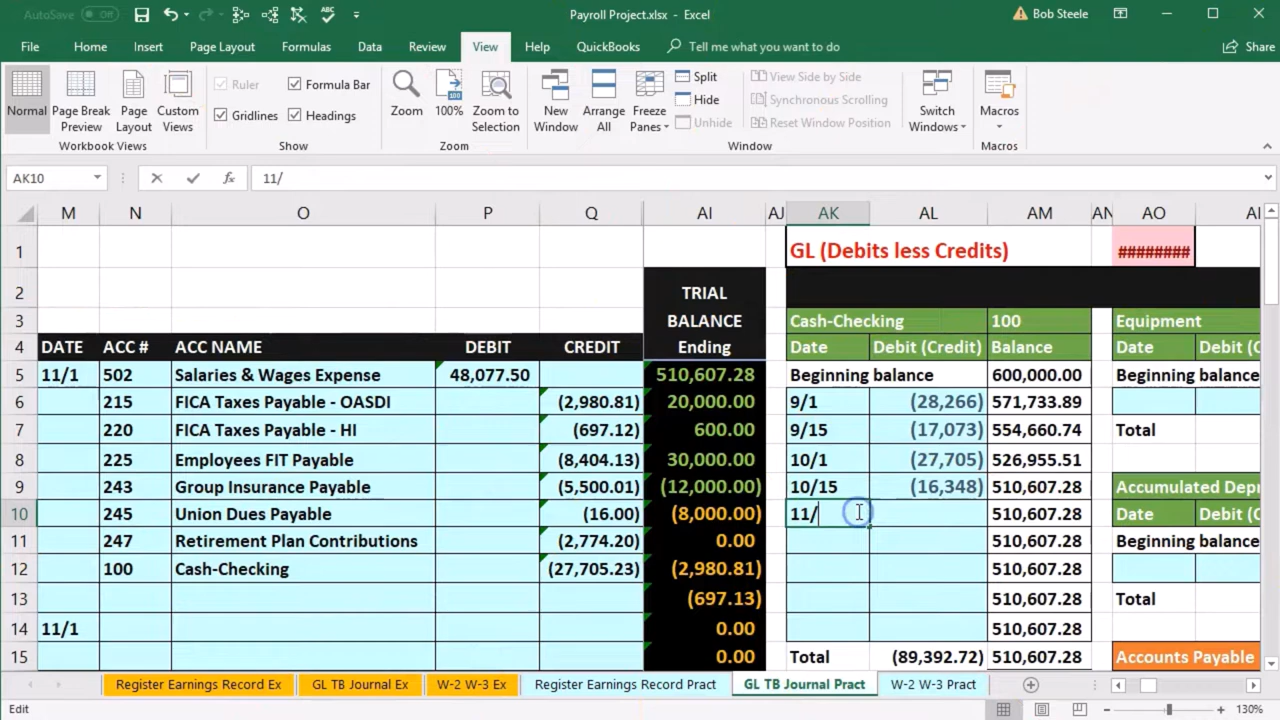 AutoSave Off Payroll Project.xlsx - Excel Bob Steele
File Home Insert Page Layout Formulas Data Review View Help QuickBooks Tell me what you want to do Share
Normal Page Break Preview Page Layout Custom Views Ruler Formula Bar Gridlines Headings Zoom 100% Zoom to Selection New Window Arrange All Freeze Panes Split Hide Unhide View Side by Side Synchronous Scrolling Reset Window Position Switch Windows Macros
Workbook Views Show Zoom Window Macros
AK10 fx 11/
M N O P Q AI AJ AK AL AM AN AO
1 GL (Debits less Credits) ########
2 TRIAL
3 BALANCE Cash-Checking 100 Equipment
4 DATE ACC # ACC NAME DEBIT CREDIT Ending Date Debit (Credit) Balance Date Debit (C
5 11/1 502 Salaries & Wages Expense 48,077.50 510,607.28 Beginning balance 600,000.00 Beginning balance
6 215 FICA Taxes Payable - OASDI (2,980.81) 20,000.00 9/1 (28,266) 571,733.89
7 220 FICA Taxes Payable - HI (697.12) 600.00 9/15 (17,073) 554,660.74 Total
8 225 Employees FIT Payable (8,404.13) 30,000.00 10/1 (27,705) 526,955.51
9 243 Group Insurance Payable (5,500.01) (12,000.00) 10/15 (16,348) 510,607.28 Accumulated Depr
10 245 Union Dues Payable (16.00) (8,000.00) 11/ 510,607.28 Date Debit (C
11 247 Retirement Plan Contributions (2,774.20) 0.00 510,607.28 Beginning balance
12 100 Cash-Checking (27,705.23) (2,980.81) 510,607.28
13 (697.13) 510,607.28 Total
14 11/1 0.00 510,607.28
15 0.00 Total (89,392.72) 510,607.28 Accounts Payable
Register Earnings Record Ex GL TB Journal Ex W-2 W-3 Ex Register Earnings Record Pract GL TB Journal Pract W-2 W-3 Pract
Edit 130%